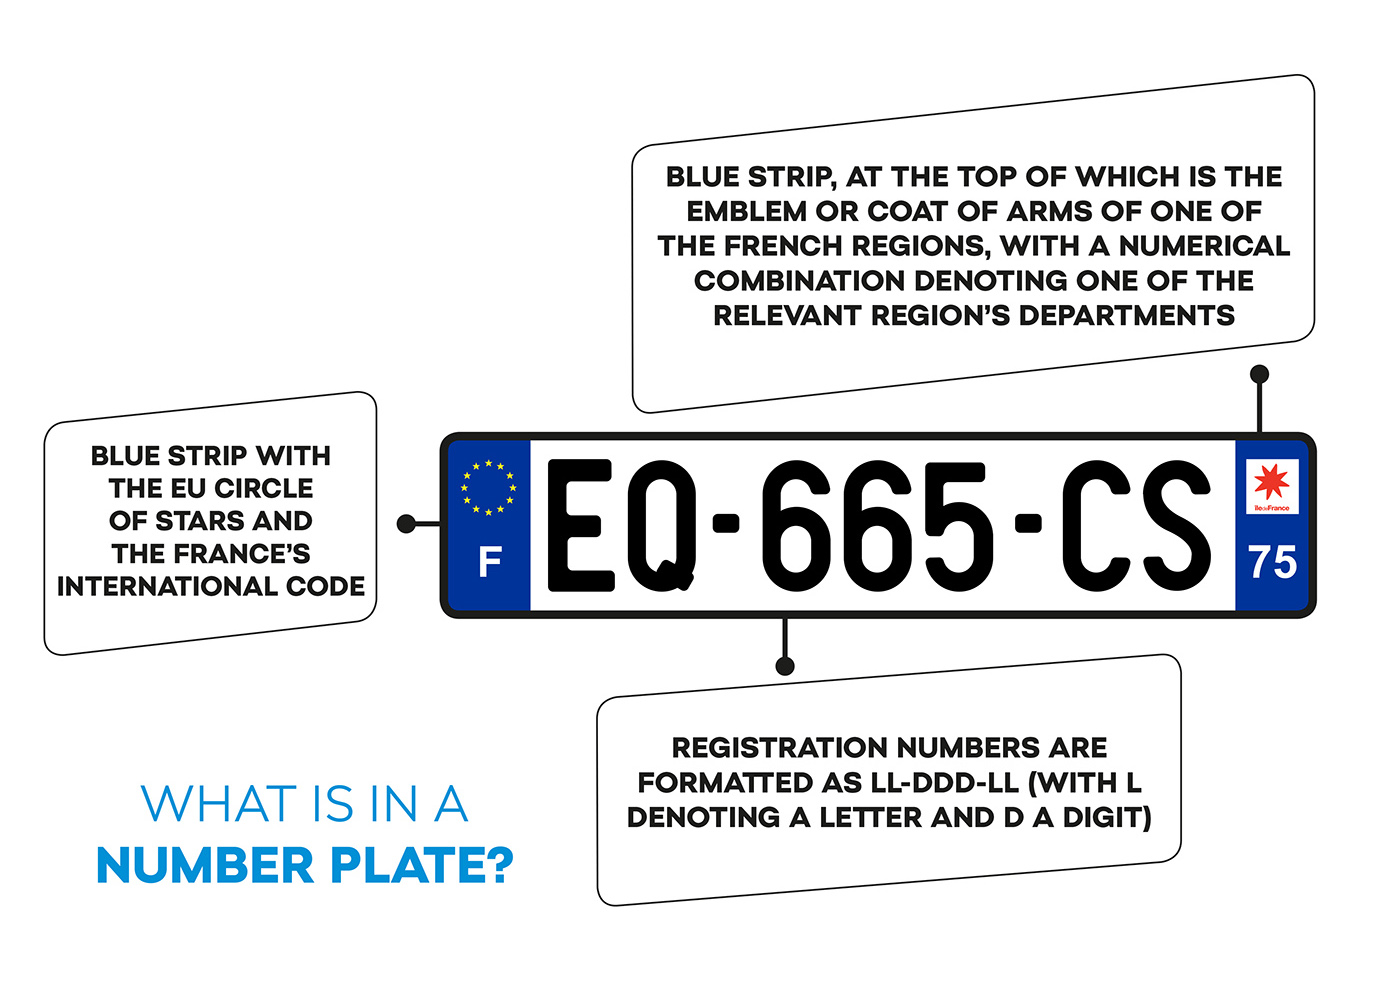 BLUE STRIP, AT THE TOP OF WHICH IS THE
EMBLEM OR COAT OF ARMS OF ONE OF
THE FRENCH REGIONS, WITH A NUMERICAL
COMBINATION DENOTING ONE OF THE
RELEVANT REGION'S DEPARTMENTS
BLUE STRIP WITH
THE EU CIRCLE
OF STARS AND
THE FRANCE'S
INTERNATIONAL CODE
F
EQ-665-CS
îledeFrance
75
REGISTRATION NUMBERS ARE
FORMATTED AS LL-DDD-LL (WITH L
DENOTING A LETTER AND D A DIGIT)
WHAT IS IN A
NUMBER PLATE?